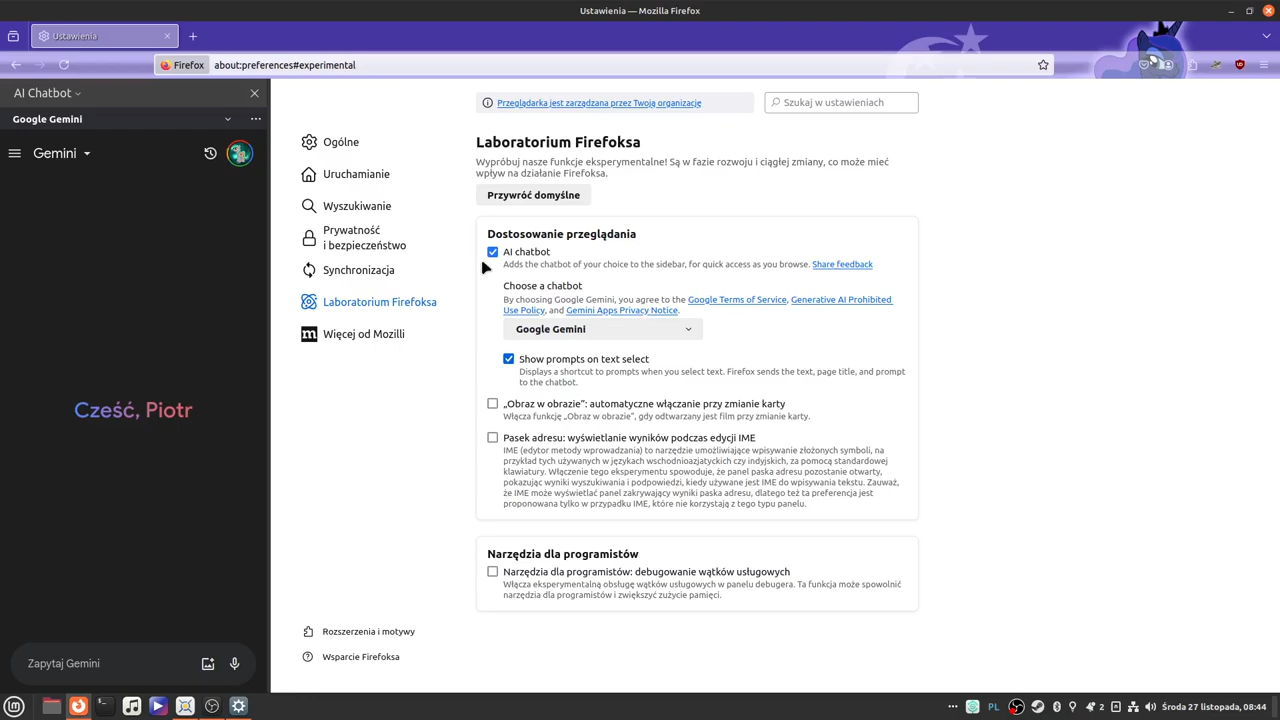 Ustawienia — Mozilla Firefox
Ustawienia
Firefox
about:preferences#experimental
AI Chatbot
Google Gemini
Gemini
Cześć, Piotr
Zapytaj Gemini
Przeglądarka jest zarządzana przez Twoją organizację
Szukaj w ustawieniach
Ogólne
Uruchamianie
Wyszukiwanie
Prywatność
i bezpieczeństwo
Synchronizacja
Laboratorium Firefoksa
Więcej od Mozilli
Rozszerzenia i motywy
Wsparcie Firefoksa
Laboratorium Firefoksa
Wypróbuj nasze funkcje eksperymentalne! Są w fazie rozwoju i ciągłej zmiany, co może mieć
wpływ na działanie Firefoksa.
Przywróć domyślne
Dostosowanie przeglądania
AI chatbot
Adds the chatbot of your choice to the sidebar, for quick access as you browse. Share feedback
Choose a chatbot
By choosing Google Gemini, you agree to the Google Terms of Service, Generative AI Prohibited
Use Policy, and Gemini Apps Privacy Notice.
Google Gemini
Show prompts on text select
Displays a shortcut to prompts when you select text. Firefox sends the text, page title, and prompt
to the chatbot.
„Obraz w obrazie”: automatyczne włączanie przy zmianie karty
Włącza funkcję „Obraz w obrazie”, gdy odtwarzany jest film przy zmianie karty.
Pasek adresu: wyświetlanie wyników podczas edycji IME
IME (edytor metody wprowadzania) to narzędzie umożliwiające wpisywanie złożonych symboli, na
przykład tych używanych w językach wschodnioazjatyckich czy indyjskich, za pomocą standardowej
klawiatury. Włączenie tego eksperymentu spowoduje, że panel paska adresu pozostanie otwarty,
pokazując wyniki wyszukiwania i podpowiedzi, kiedy używane jest IME do wpisywania tekstu. Zauważ,
że IME może wyświetlać panel zakrywający wyniki paska adresu, dlatego też ta preferencja jest
proponowana tylko w przypadku IME, które nie korzystają z tego typu panelu.
Narzędzia dla programistów
Narzędzia dla programistów: debugowanie wątków usługowych
Włącza eksperymentalną obsługę wątków usługowych w panelu debugera. Ta funkcja może spowolnić
narzędzia dla programistów i zwiększyć zużycie pamięci.
PL
2
Środa 27 listopada, 08:44